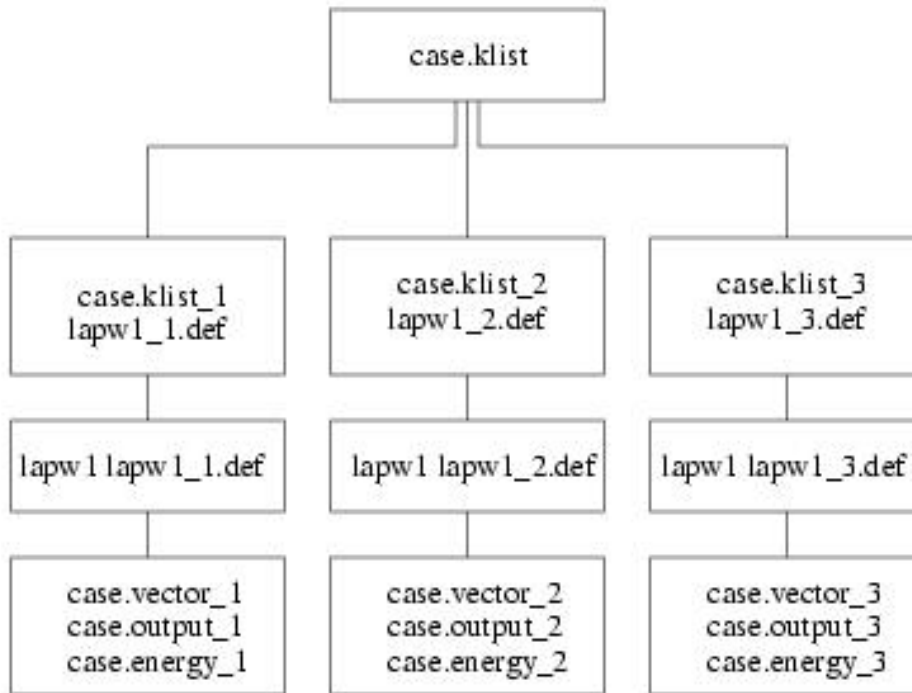 case.klist
case.klist_1
lapw1_1.def
case.klist_2
lapw1_2.def
case.klist_3
lapw1_3.def
lapw1 lapw1_1.def
lapw1 lapw1_2.def
lapw1 lapw1_3.def
case.vector_1
case.output_1
case.energy_1
case.vector_2
case.output_2
case.energy_2
case.vector_3
case.output_3
case.energy_3